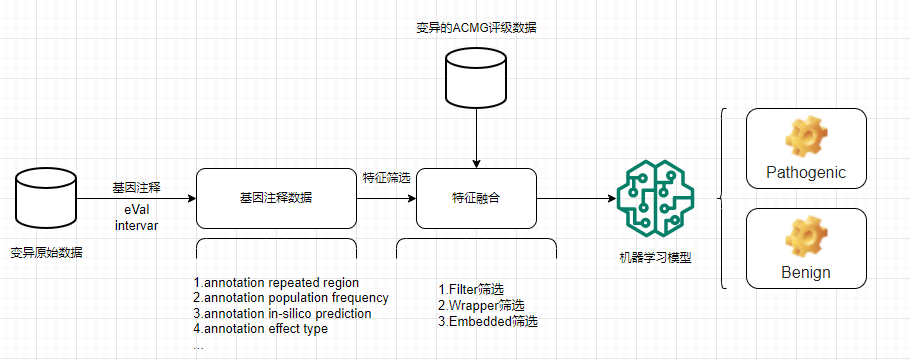 变异的ACMG评级数据
基因注释
eVal
intervar
变异原始数据
基因注释数据
特征筛选
特征融合
机器学习模型
Pathogenic
Benign
1.annotation repeated region
2.annotation population frequency
3.annotation in-silico prediction
4.annotation effect type
...
1.Filter筛选
2.Wrapper筛选
3.Embedded筛选